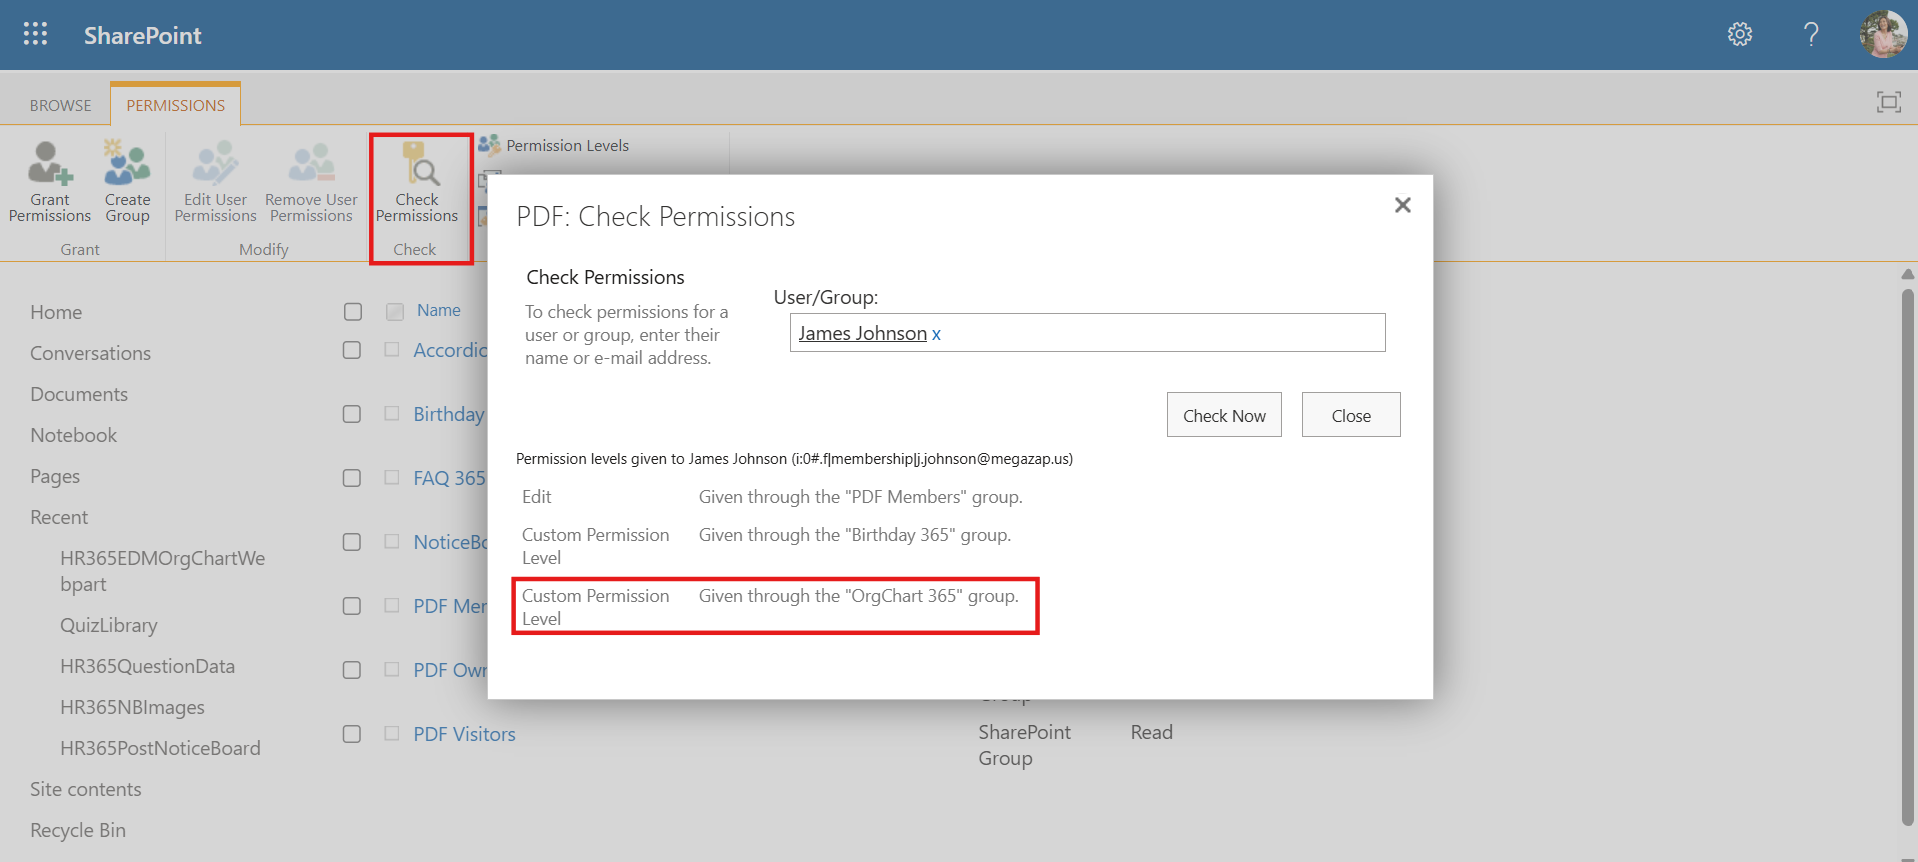 SharePoint
BROWSE
PERMISSIONS
Grant
Permissions
Create
Group
Grant
Edit User
Permissions
Remove User
Permissions
Modify
Check
Permissions
Check
Permission Levels
Home
Conversations
Documents
Notebook
Pages
Recent
HR365EDMOrgChartWe
bpart
QuizLibrary
HR365QuestionData
HR365NBImages
HR365PostNoticeBoard
Site contents
Recycle Bin
Name
Birthday
FAQ 365
PDF
PDF
PDF Visitors
SharePoint
Group
Read
PDF: Check Permissions
Check Permissions
To check permissions for a
user or group, enter their
name or e-mail address.
User/Group:
James Johnson x
Check Now
Close
Permission levels given to James Johnson (i:0#.f|membership|j.johnson@megazap.us)
Edit Given through the "PDF Members" group.
Custom Permission Given through the "Birthday 365" group.
Level
Custom Permission Given through the "OrgChart 365" group.
Level